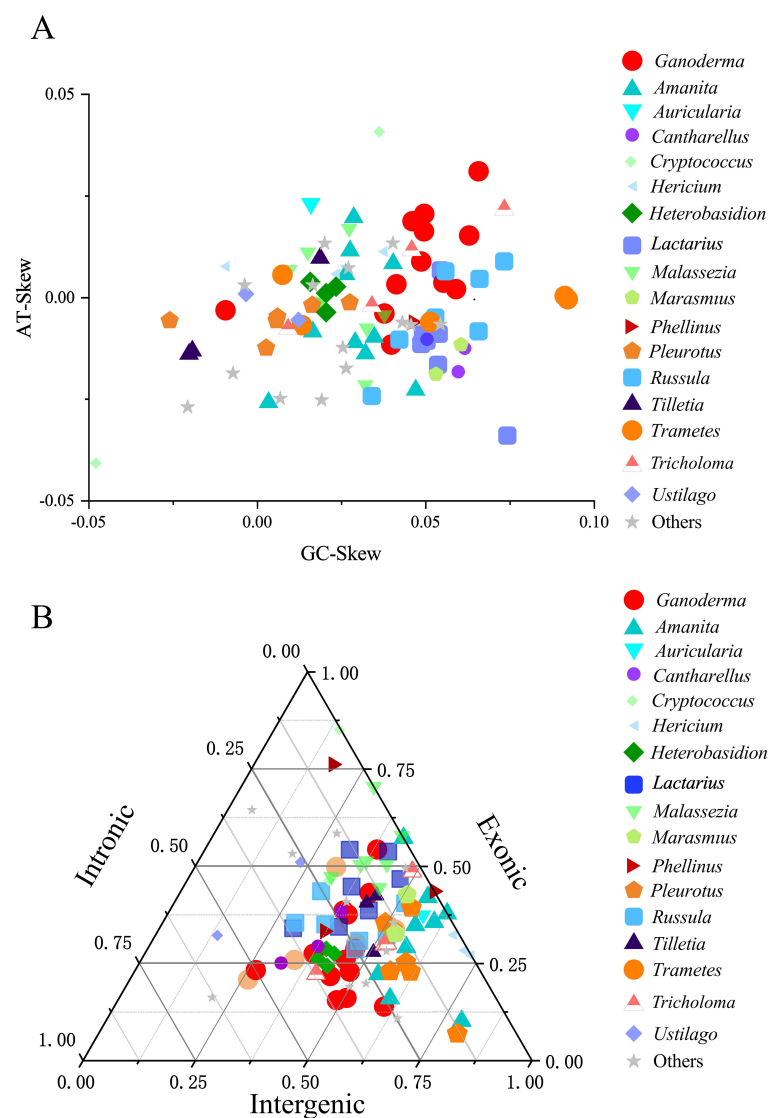 A
0.05
AT-Skew
0.00
-0.05
-0.05
0.00
0.05
0.10
GC-Skew
Ganoderma
Amanita
Auricularia
Cantharellus
Cryptococcus
Hericium
Heterobasidion
Lactarius
Malassezia
Marasmius
Phellinus
Pleurotus
Russula
Tilletia
Trametes
Tricholoma
Ustilago
Others
B
0.00
0.25
0.50
0.75
1.00
Intronic
1.00
0.75
0.50
0.25
0.00
Exonic
0.00
0.25
0.50
0.75
1.00
Intergenic
Ganoderma
Amanita
Auricularia
Cantharellus
Cryptococcus
Hericium
Heterobasidion
Lactarius
Malassezia
Marasmius
Phellinus
Pleurotus
Russula
Tilletia
Trametes
Tricholoma
Ustilago
Others